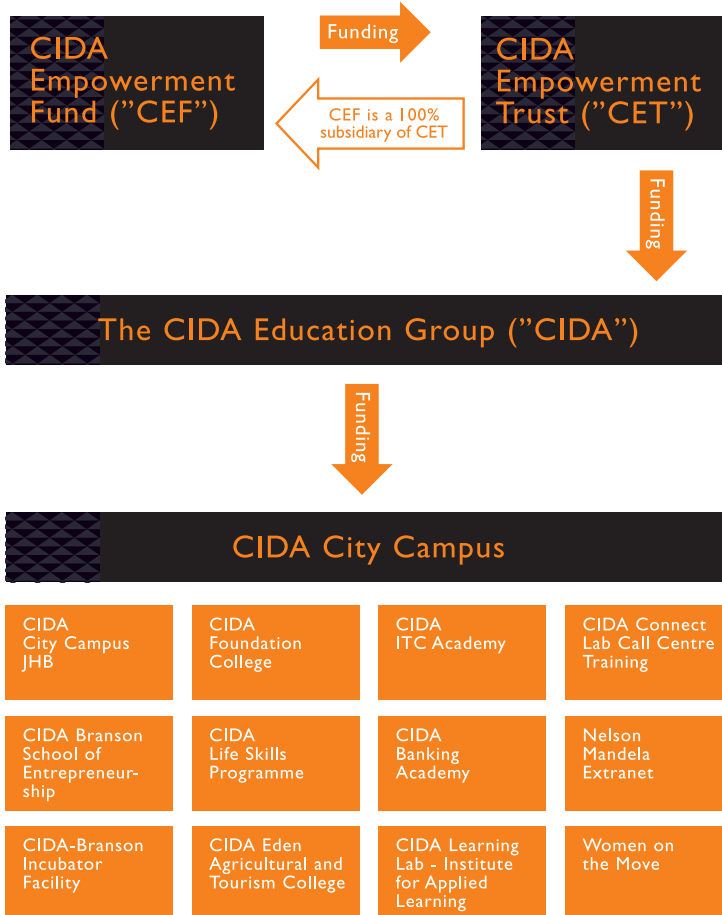 CIDA
Empowerment
Fund (”CEF”)
Funding
CEF is a 100%
subsidiary of CET
CIDA
Empowerment
Trust (”CET”)
Funding
The CIDA Education Group (”CIDA”)
Funding
CIDA City Campus
CIDA
City Campus
JHB
CIDA
Foundation
College
CIDA
ITC Academy
CIDA Connect
Lab Call Centre
Training
CIDA Branson
School of
Entrepreneur-
ship
CIDA
Life Skills
Programme
CIDA
Banking
Academy
Nelson
Mandela
Extranet
CIDA-Branson
Incubator
Facility
CIDA Eden
Agricultural and
Tourism College
CIDA Learning
Lab - Institute
for Applied
Learning
Women on
the Move